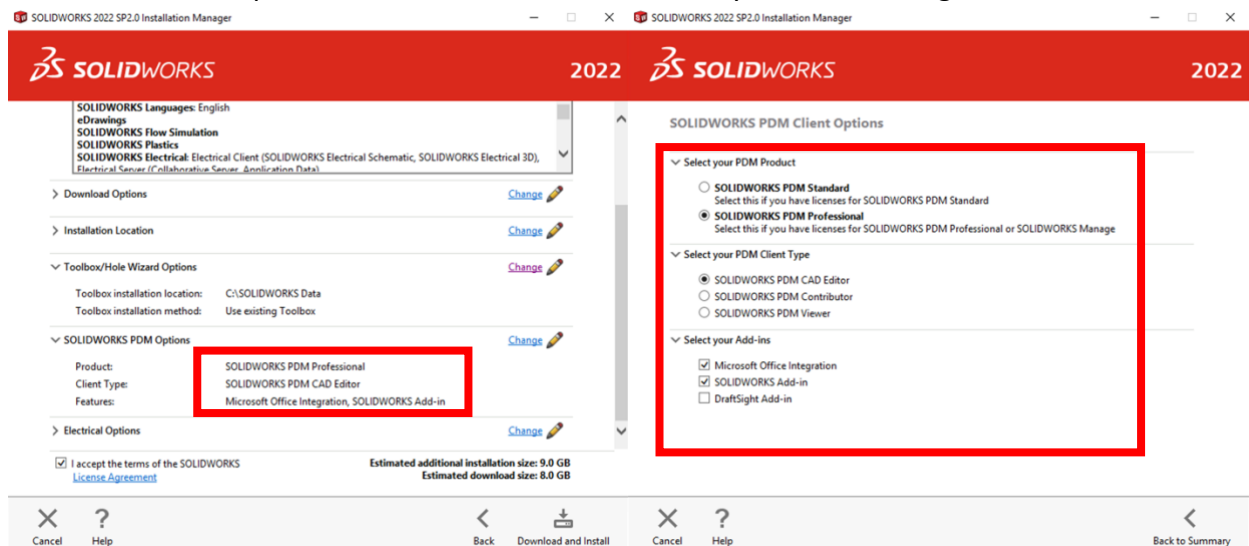 SOLIDWORKS 2022 SP2.0 Installation Manager
SOLIDWORKS
2022
SOLIDWORKS Languages: English
eDrawings
SOLIDWORKS Flow Simulation
SOLIDWORKS Plastics
SOLIDWORKS Electrical: Electrical Client (SOLIDWORKS Electrical Schematic, SOLIDWORKS Electrical 3D),
Electrical Server (Collaborative Server, Application Data)
Download Options Change
Installation Location Change
Toolbox/Hole Wizard Options Change
Toolbox installation location: C:\SOLIDWORKS Data
Toolbox installation method: Use existing Toolbox
SOLIDWORKS PDM Options Change
Product: SOLIDWORKS PDM Professional
Client Type: SOLIDWORKS PDM CAD Editor
Features: Microsoft Office Integration, SOLIDWORKS Add-in
Electrical Options Change
I accept the terms of the SOLIDWORKS
License Agreement
Estimated additional installation size: 9.0 GB
Estimated download size: 8.0 GB
Cancel
Help
Back
Download and Install
SOLIDWORKS 2022 SP2.0 Installation Manager
SOLIDWORKS
2022
SOLIDWORKS PDM Client Options
Select your PDM Product
SOLIDWORKS PDM Standard
Select this if you have licenses for SOLIDWORKS PDM Standard
SOLIDWORKS PDM Professional
Select this if you have licenses for SOLIDWORKS PDM Professional or SOLIDWORKS Manage
Select your PDM Client Type
SOLIDWORKS PDM CAD Editor
SOLIDWORKS PDM Contributor
SOLIDWORKS PDM Viewer
Select your Add-ins
Microsoft Office Integration
SOLIDWORKS Add-in
DraftSight Add-in
Cancel
Help
Back to Summary